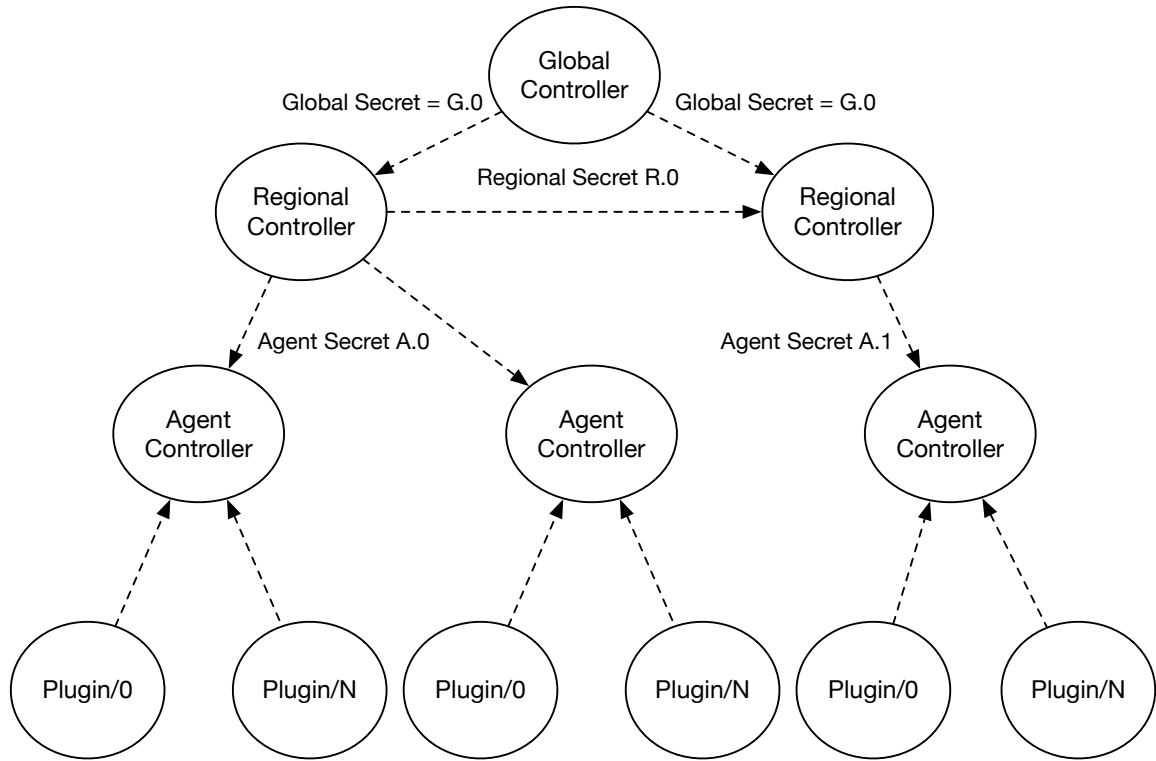 Global
Controller
Global Secret = G.0
Global Secret = G.0
Regional Secret R.0
Regional
Controller
Regional
Controller
Agent Secret A.0
Agent Secret A.1
Agent
Controller
Agent
Controller
Agent
Controller
Plugin/0
Plugin/N
Plugin/0
Plugin/N
Plugin/0
Plugin/N